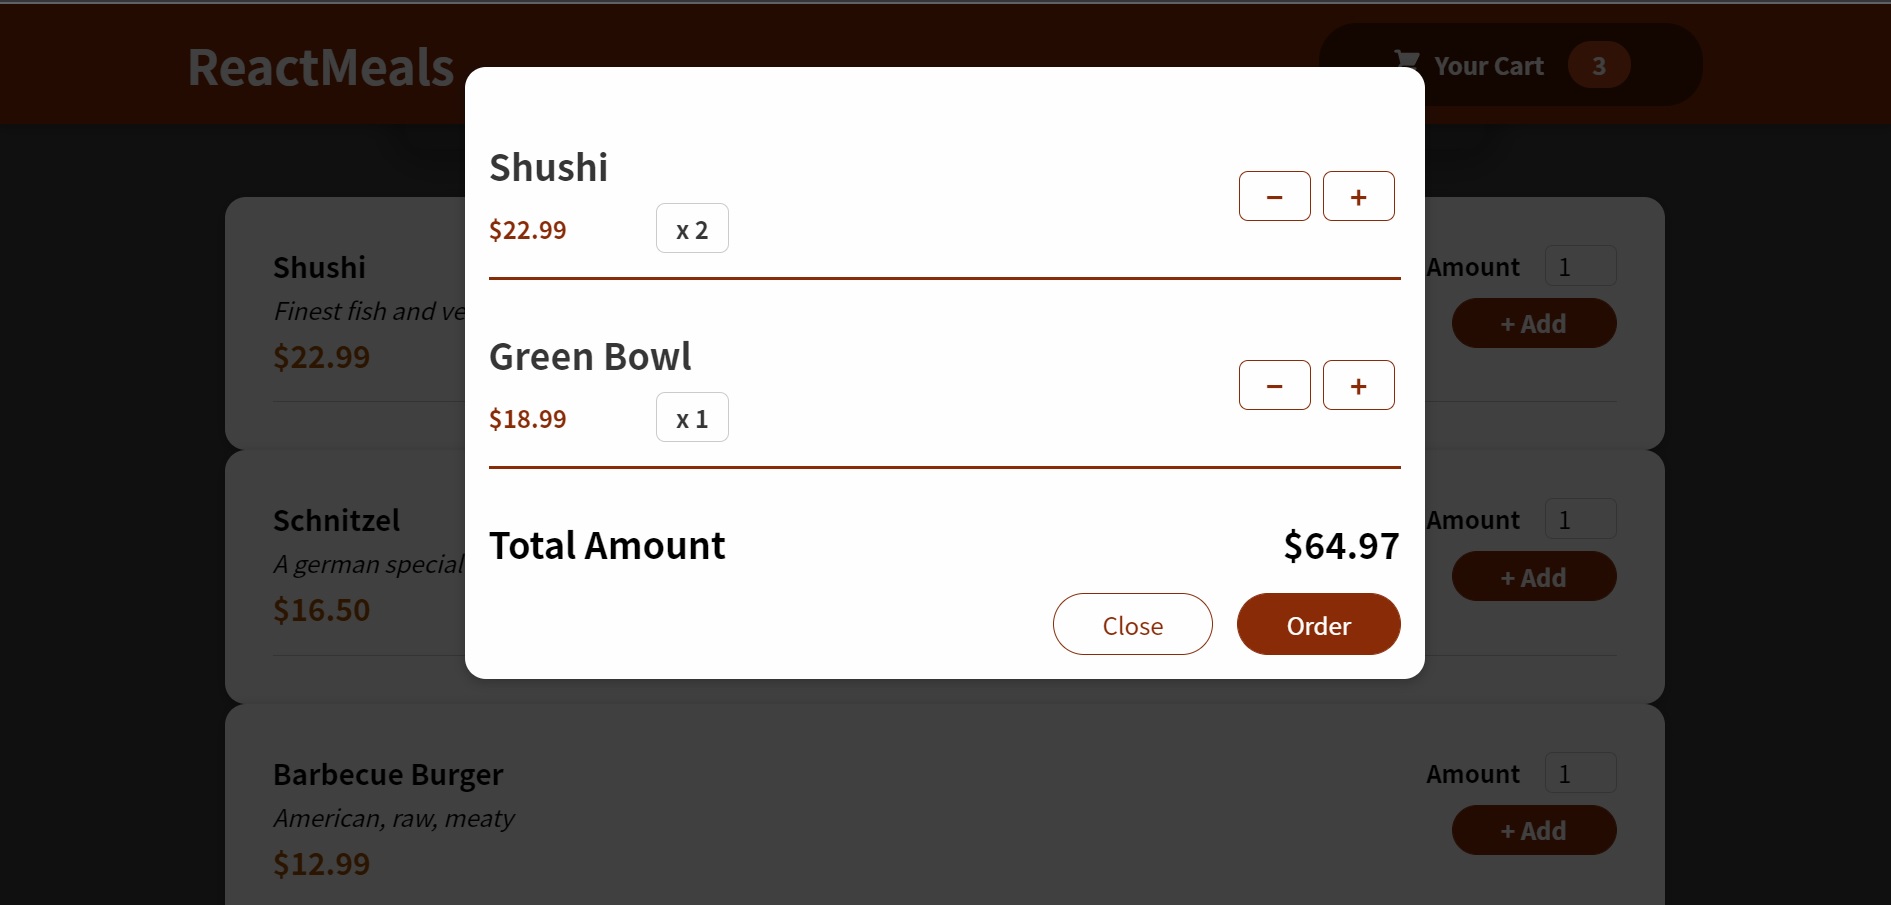 ReactMeals
Your Cart 3
Shushi
$22.99 x 2
− +
Green Bowl
$18.99 x 1
− +
Total Amount $64.97
Close Order
Shushi
Finest fish and ve
$22.99
Amount 1
+ Add
Schnitzel
A german special
$16.50
Amount 1
+ Add
Barbecue Burger
American, raw, meaty
$12.99
Amount 1
+ Add